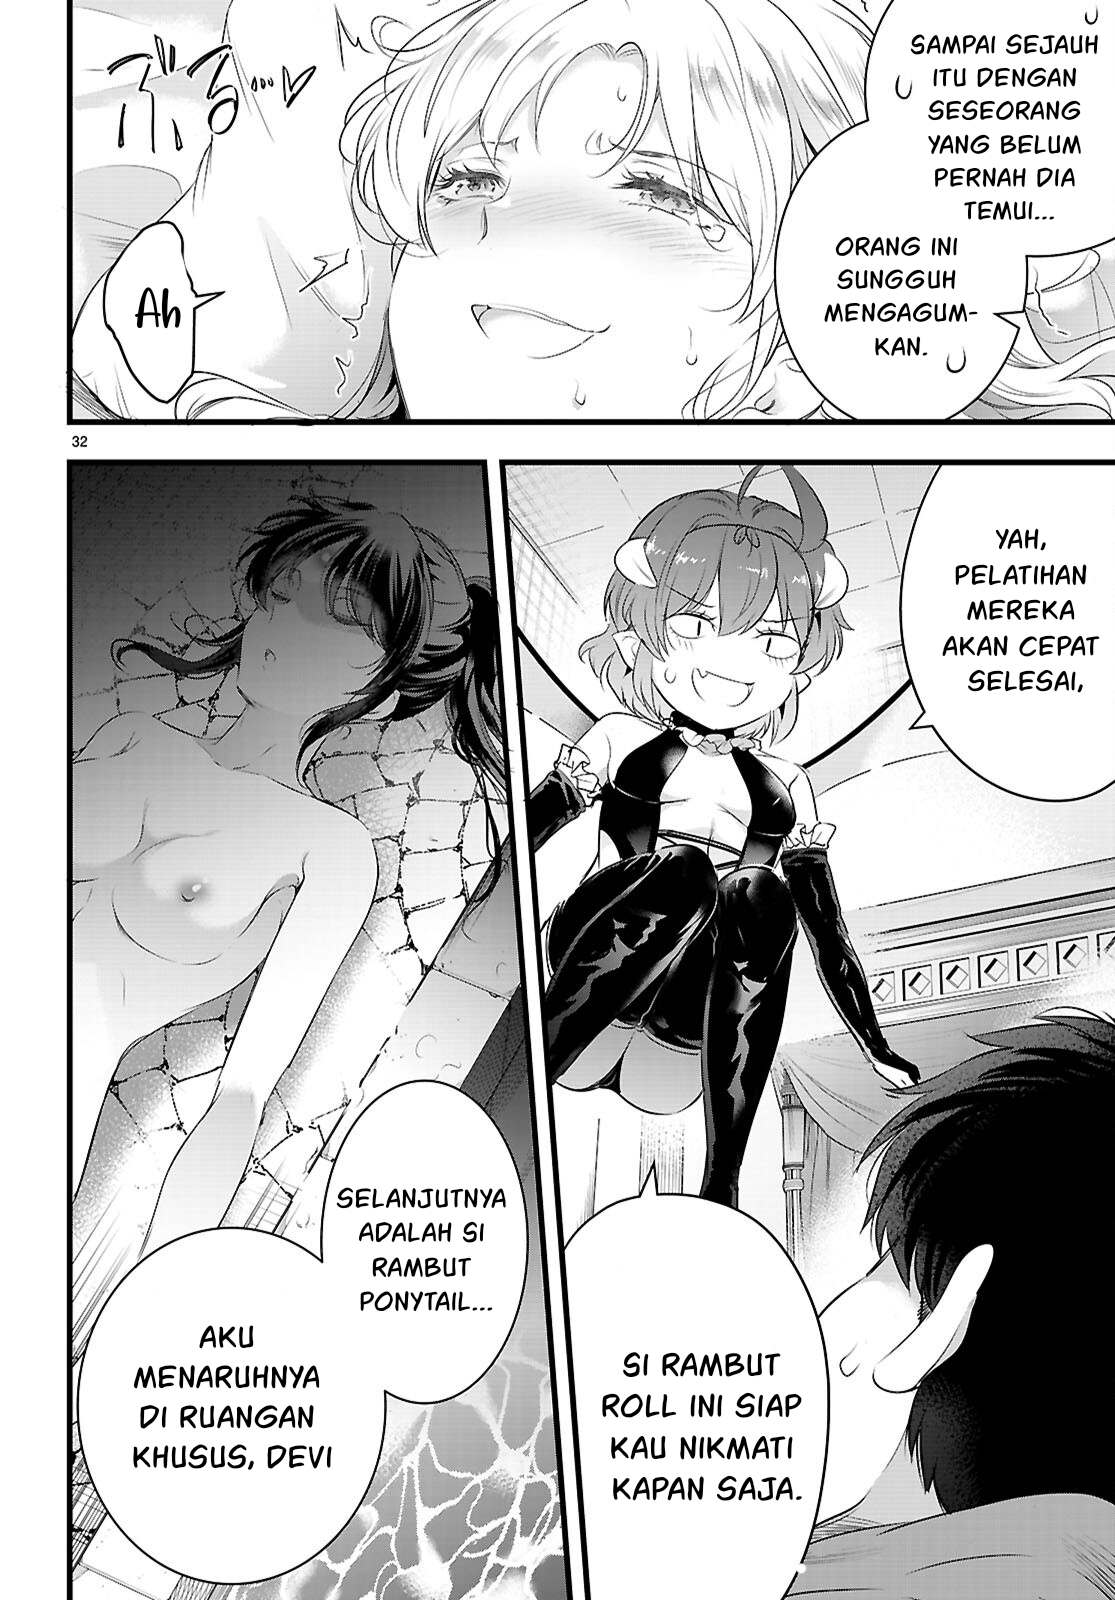 SAMPAI SEJAUH
ITU DENGAN
SESEORANG
YANG BELUM
PERNAH DIA
TEMUI...
ORANG INI
SUNGGUH
MENGAGUM-
KAN.
ぶる...…♡
Ah
32
YAH,
PELATIHAN
MEREKA
AKAN CEPAT
SELESAI,
SI RAMBUT
ROLL INI SIAP
KAU NIKMATI
KAPAN SAJA.
SELANJUTNYA
ADALAH SI
RAMBUT
PONYTAIL...
AKU
MENARUHNYA
DI RUANGAN
KHUSUS, DEVI